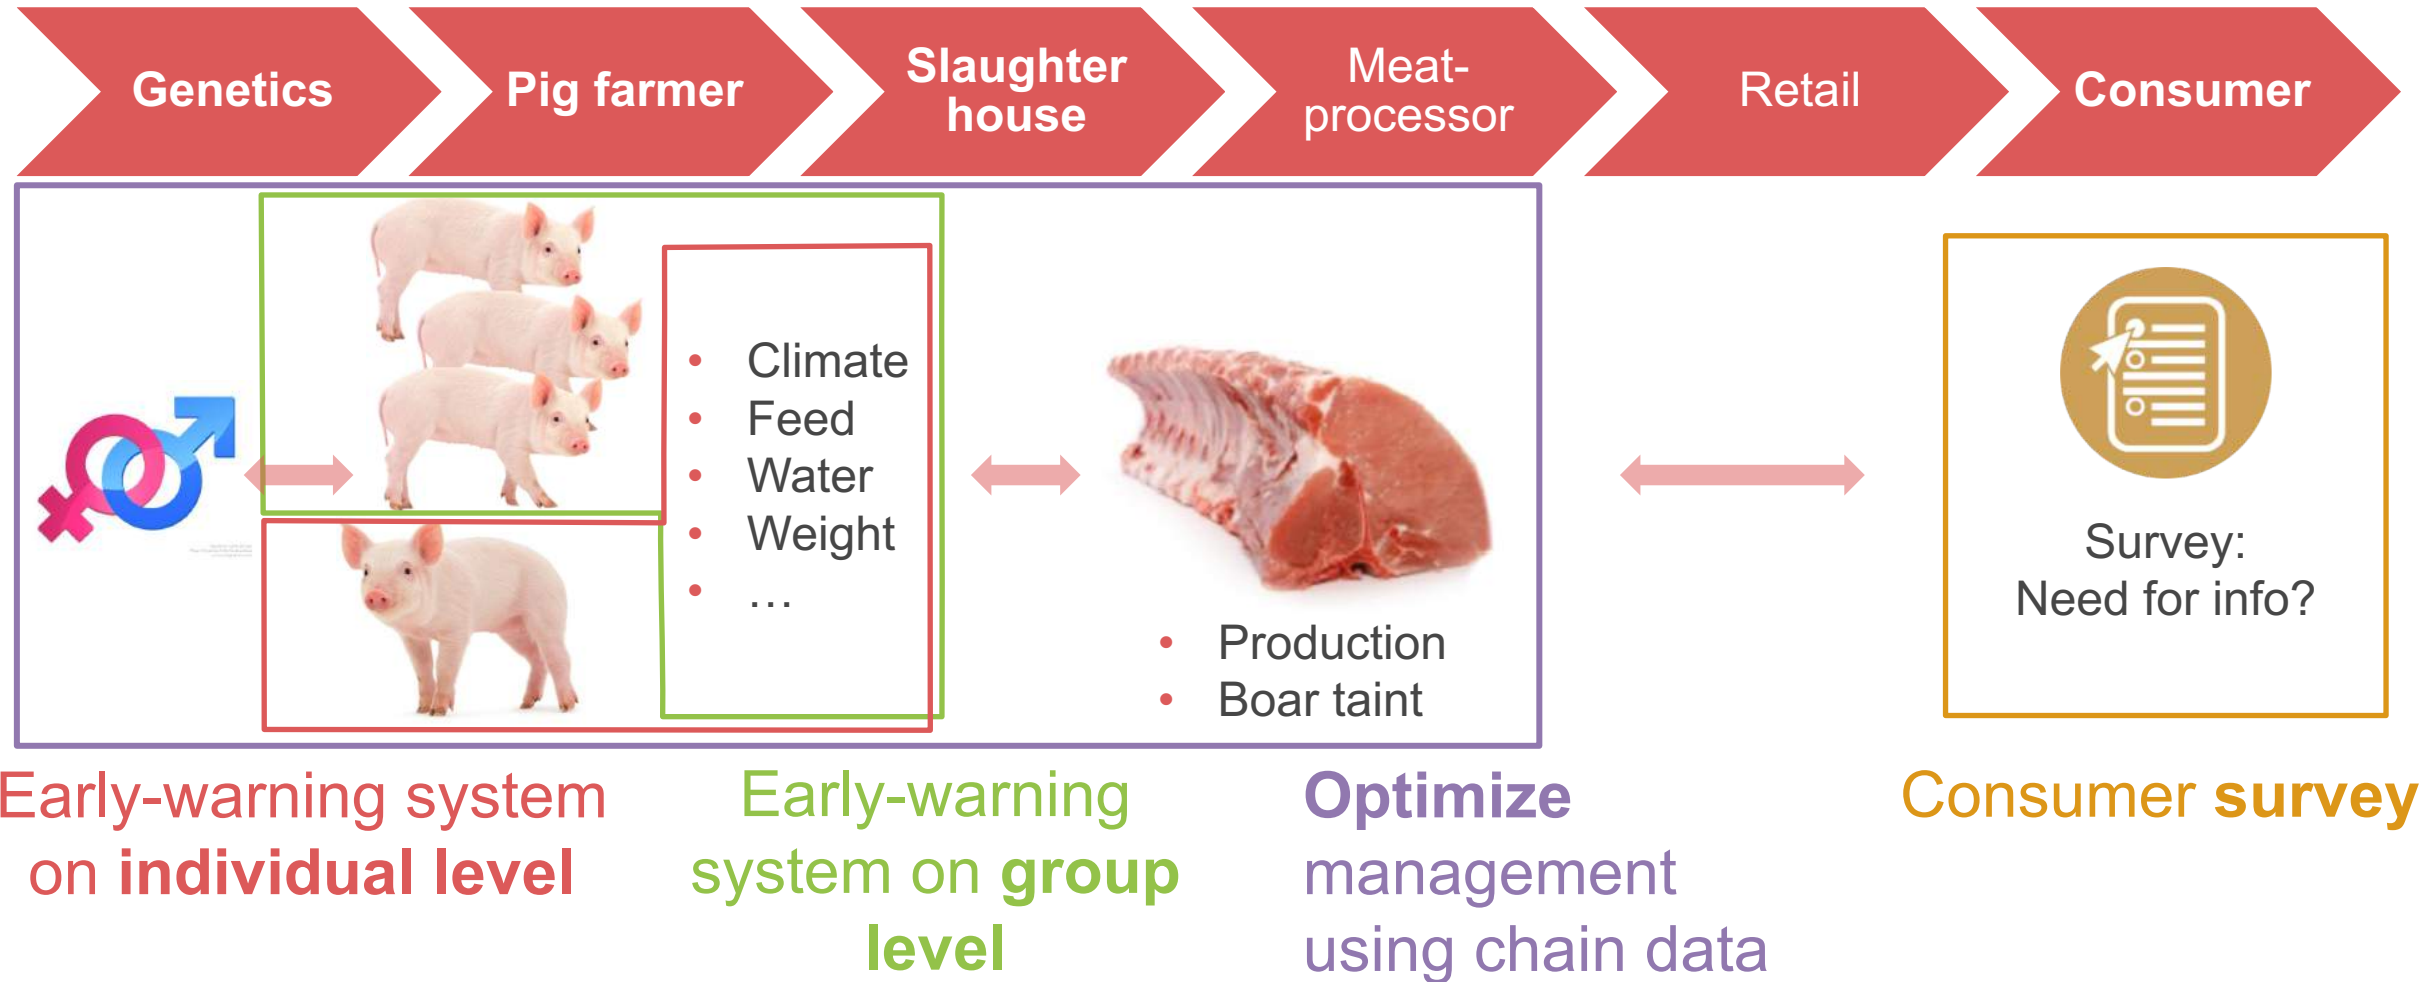 Genetics
Pig farmer
Slaughter
house
Meat-
processor
Retail
Consumer
• Climate
• Feed
• Water
• Weight
• …
• Production
• Boar taint
Survey:
Need for info?
Early-warning system
on individual level
Early-warning
system on group
level
Optimize
management
using chain data
Consumer survey